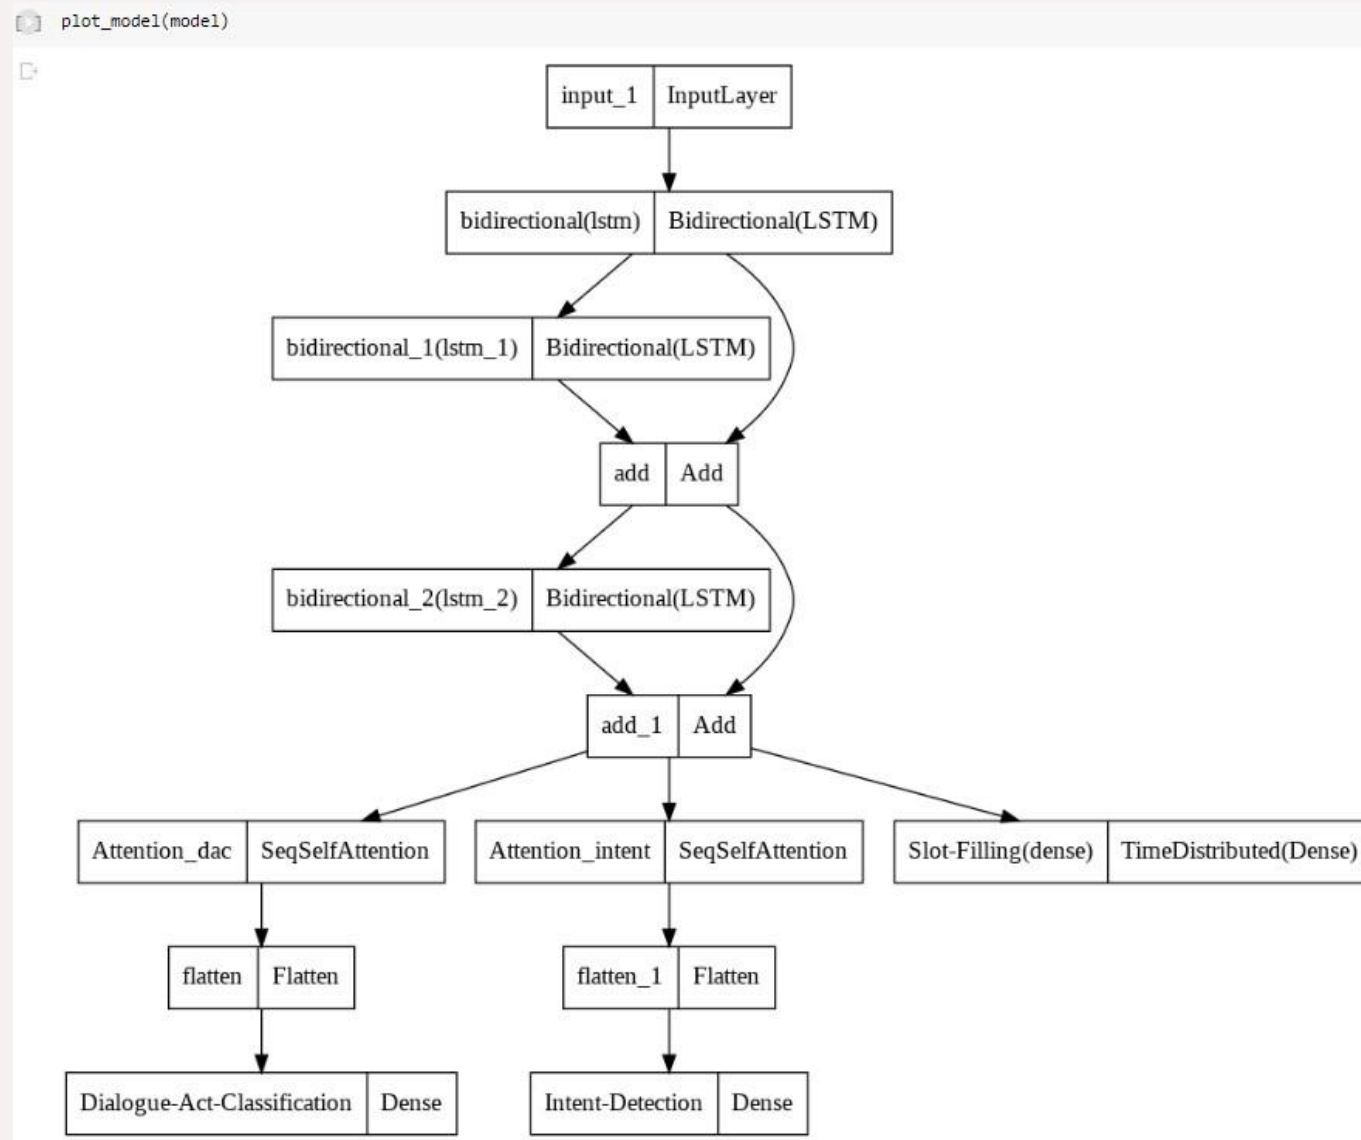 plot_model(model)
input_1 InputLayer
bidirectional(lstm) Bidirectional(LSTM)
bidirectional_1(lstm_1) Bidirectional(LSTM)
add Add
bidirectional_2(lstm_2) Bidirectional(LSTM)
add_1 Add
Attention_dac SeqSelfAttention Attention_intent SeqSelfAttention Slot-Filling(dense) TimeDistributed(Dense)
flatten Flatten flatten_1 Flatten
Dialogue-Act-Classification Dense Intent-Detection Dense